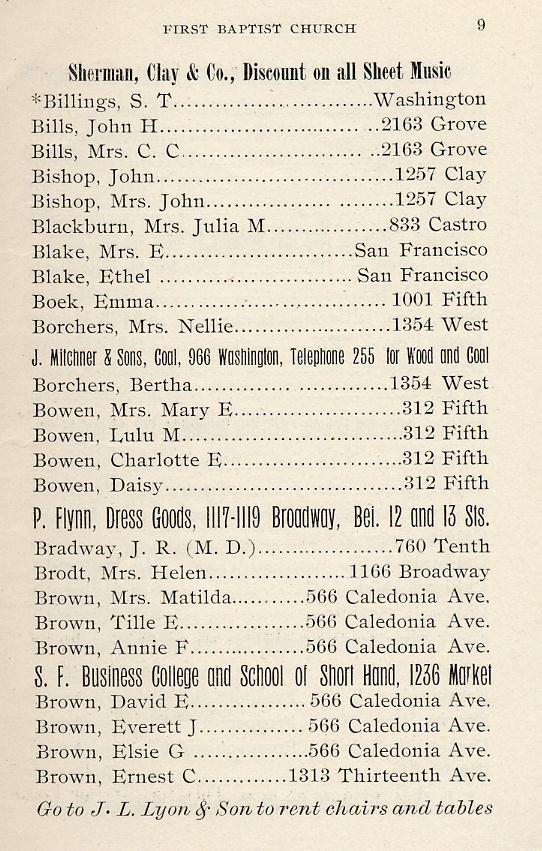 FIRST BAPTIST CHURCH 9
Sherman, Clay & Co., Discount on all Sheet Music
*Billings, S. T..............................Washington
Bills, John H.............................. ..2163 Grove
Bills, Mrs. C. C........................... ..2163 Grove
Bishop, John....................................1257 Clay
Bishop, Mrs. John.................. ........1257 Clay
Blackburn, Mrs. Julia M..................833 Castro
Blake, Mrs. E............................San Francisco
Blake, Ethel ............................ San Francisco
Boek, Emma................................... 1001 Fifth
Borchers, Mrs. Nellie........................1354 West
J. Mitchner & Sons, Coal, 966 Washington, Telephone 255 for Wood and Coal
Borchers, Bertha.............. ..............1354 West
Bowen, Mrs. Mary E.........................312 Fifth
Bowen, Lulu M.................................312 Fifth
Bowen, Charlotte E...........................312 Fifth
Bowen, Daisy....................................312 Fifth
P. Flynn, Dress Goods, 1117-1119 Broadway, Bet. 12 and 13 Sts.
Bradway, J. R. (M. D.)....................760 Tenth
Brodt, Mrs. Helen.....................1166 Broadway
Brown, Mrs. Matilda...........566 Caledonia Ave.
Brown, Tille E...................566 Caledonia Ave.
Brown, Annie F.................566 Caledonia Ave.
S. F. Business College and School of Short Hand, 1236 Market
Brown, David E................. 566 Caledonia Ave.
Brown, Everett J................ 566 Caledonia Ave.
Brown, Elsie G .................566 Caledonia Ave.
Brown, Ernest C.............1313 Thirteenth Ave.
Go to J. L. Lyon & Son to rent chairs and tables